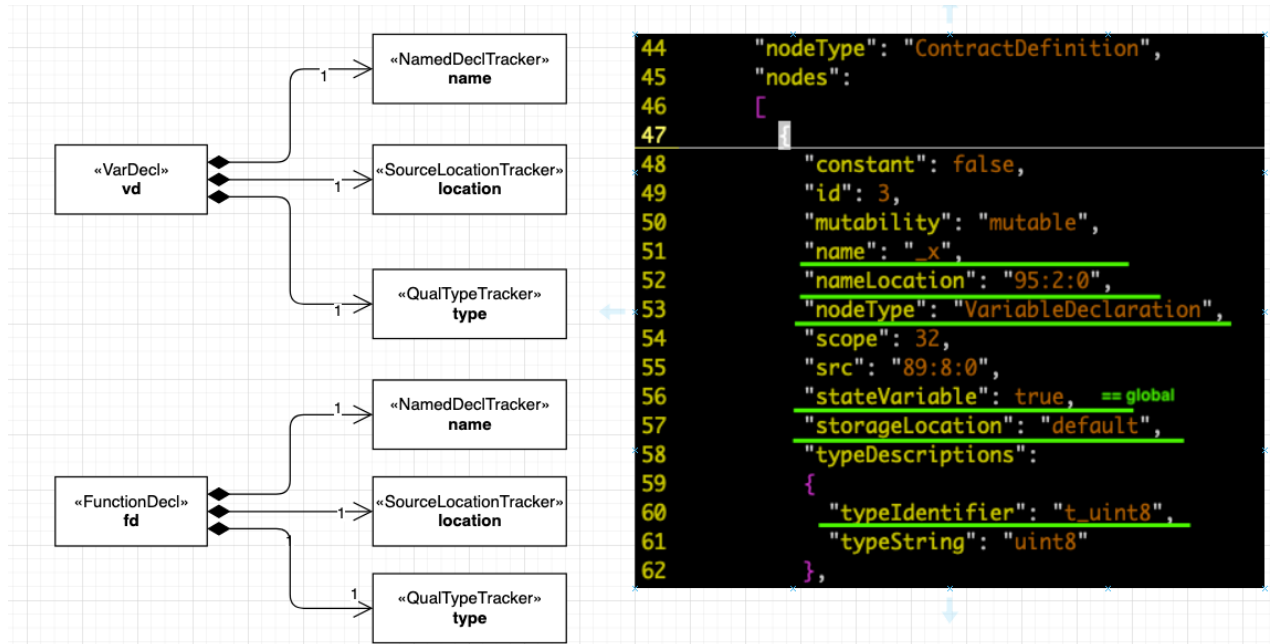 «NamedDeclTracker»
name
1
«VarDecl»
vd
«SourceLocationTracker»
location
1
«QualTypeTracker»
type
1
«NamedDeclTracker»
name
1
«FunctionDecl»
fd
«SourceLocationTracker»
location
1
«QualTypeTracker»
type
1
44 "nodeType": "ContractDefinition",
45 "nodes":
46 [
47 {
48 "constant": false,
49 "id": 3,
50 "mutability": "mutable",
51 "name": "_x",
52 "nameLocation": "95:2:0",
53 "nodeType": "VariableDeclaration",
54 "scope": 32,
55 "src": "89:8:0",
56 "stateVariable": true, == global
57 "storageLocation": "default",
58 "typeDescriptions":
59 {
60 "typeIdentifier": "t_uint8",
61 "typeString": "uint8"
62 },